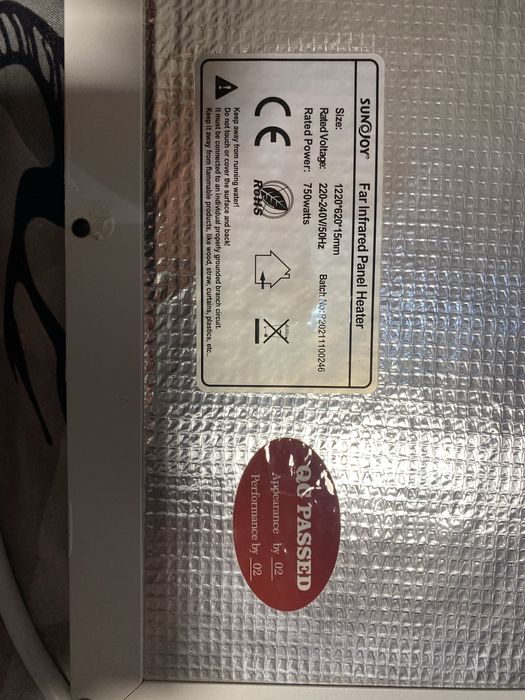 SUNJOY® Far Infrared Panel Heater
Size: 1220*620*15mm
Rated Voltage: 220-240V/50Hz Batch No:P20211100246
Rated Power: 750watts
CE
RoHS
Keep away from running water!
Do not touch or cover the surface and back!
It must be connected to an individual properly grounded branch circuit.
Keep it away from flammable products, like wood, straw, curtains, plastics, etc.
QC PASSED
Appearance by 02
Performance by 02